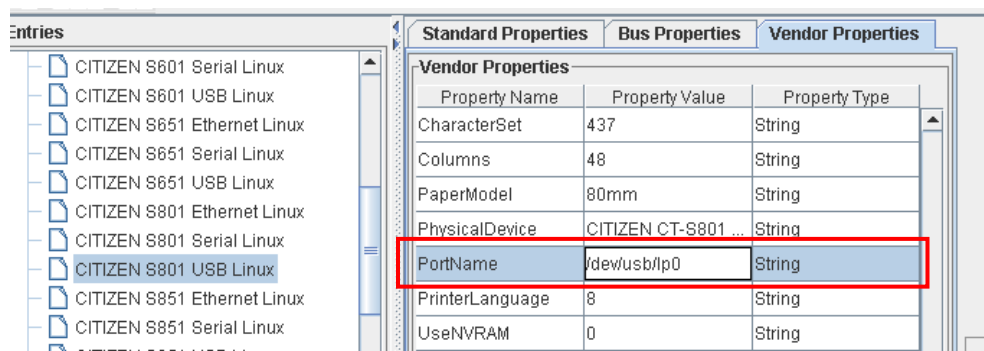 Entries
CITIZEN S601 Serial Linux
CITIZEN S601 USB Linux
CITIZEN S651 Ethernet Linux
CITIZEN S651 Serial Linux
CITIZEN S651 USB Linux
CITIZEN S801 Ethernet Linux
CITIZEN S801 Serial Linux
CITIZEN S801 USB Linux
CITIZEN S851 Ethernet Linux
CITIZEN S851 Serial Linux
Standard Properties Bus Properties Vendor Properties
Vendor Properties
Property Name Property Value Property Type
CharacterSet 437 String
Columns 48 String
PaperModel 80mm String
PhysicalDevice CITIZEN CT-S801 ... String
PortName /dev/usb/lp0 String
PrinterLanguage 8 String
UseNVRAM 0 String